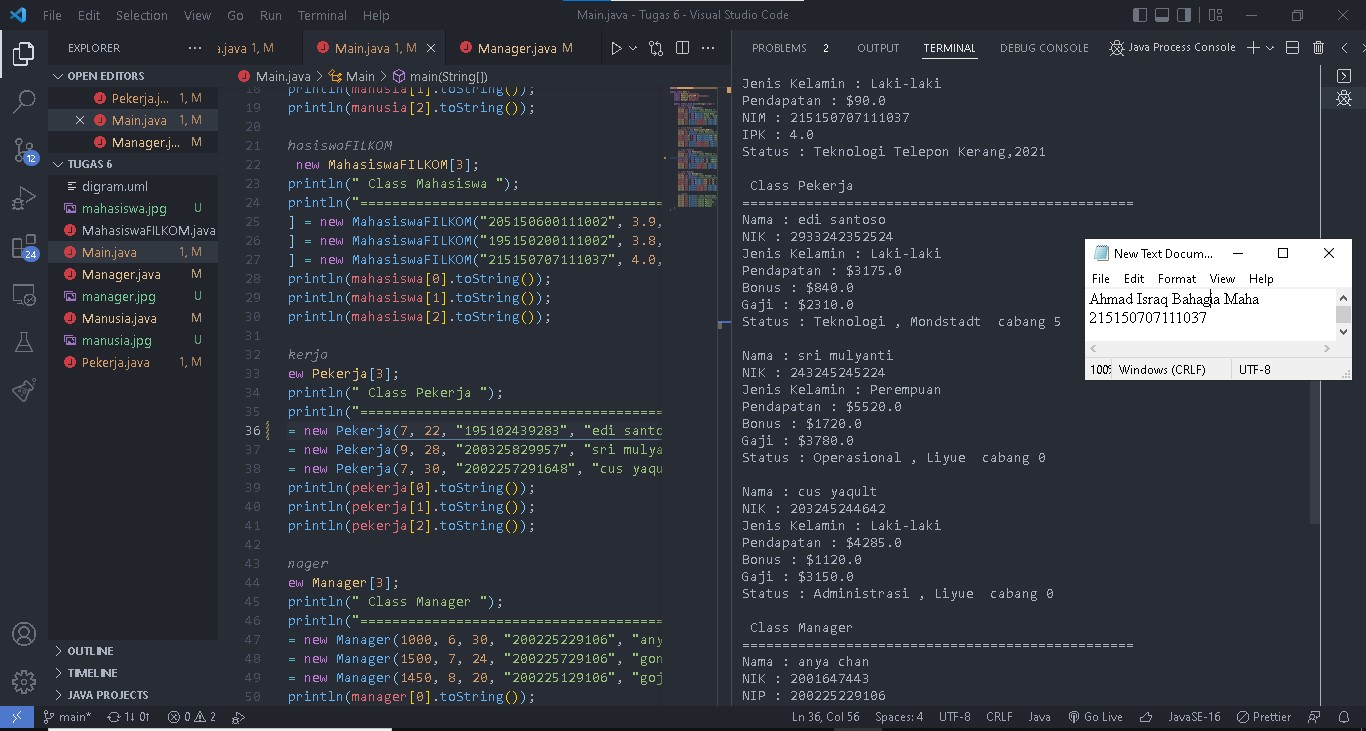 File Edit Selection View Go Run Terminal Help
Main.java - Tugas 6 - Visual Studio Code
EXPLORER
OPEN EDITORS
Pekerja.j... 1, M
Main.java 1, M
Manager.j... M
TUGAS 6
digram.uml
mahasiswa.jpg U
MahasiswaFILKOM.java
Main.java 1, M
Manager.java M
manager.jpg U
Manusia.java M
manusia.jpg U
Pekerja.java 1, M
OUTLINE
TIMELINE
JAVA PROJECTS
12
24
a.java 1, M
Main.java 1, M
Manager.java M
Main.java > Main > main(String[])
18 println(manusia[1].toString());
19 println(manusia[2].toString());
20
21 hasiswaFILKOM
22 new MahasiswaFILKOM[3];
23 println(" Class Mahasiswa ");
24 println("======================================
25 ] = new MahasiswaFILKOM("205150600111002", 3.9,
26 ] = new MahasiswaFILKOM("195150200111002", 3.8,
27 ] = new MahasiswaFILKOM("215150707111037", 4.0,
28 println(mahasiswa[0].toString());
29 println(mahasiswa[1].toString());
30 println(mahasiswa[2].toString());
31
32 kerja
33 ew Pekerja[3];
34 println(" Class Pekerja ");
35 println("======================================
36 = new Pekerja(7, 22, "195102439283", "edi santo
37 = new Pekerja(9, 28, "200325829957", "sri mulya
38 = new Pekerja(7, 30, "2002257291648", "cus yaqu
39 println(pekerja[0].toString());
40 println(pekerja[1].toString());
41 println(pekerja[2].toString());
42
43 nager
44 ew Manager[3];
45 println(" Class Manager ");
46 println("======================================
47 = new Manager(1000, 6, 30, "200225229106", "any
48 = new Manager(1500, 7, 24, "200225729106", "gon
49 = new Manager(1450, 8, 20, "200225129106", "goj
50 println(manager[0].toString());
PROBLEMS 2 OUTPUT TERMINAL DEBUG CONSOLE
Java Process Console
Jenis Kelamin : Laki-laki
Pendapatan : $90.0
NIM : 215150707111037
IPK : 4.0
Status : Teknologi Telepon Kerang,2021
Class Pekerja
=================================================
Nama : edi santoso
NIK : 2933242352524
Jenis Kelamin : Laki-laki
Pendapatan : $3175.0
Bonus : $840.0
Gaji : $2310.0
Status : Teknologi , Mondstadt  cabang 5
Nama : sri mulyanti
NIK : 243245245224
Jenis Kelamin : Perempuan
Pendapatan : $5520.0
Bonus : $1720.0
Gaji : $3780.0
Status : Operasional , Liyue  cabang 0
Nama : cus yaqult
NIK : 203245244642
Jenis Kelamin : Laki-laki
Pendapatan : $4285.0
Bonus : $1120.0
Gaji : $3150.0
Status : Administrasi , Liyue  cabang 0
Class Manager
=================================================
Nama : anya chan
NIK : 2001647443
NIP : 200225229106
New Text Docum...
File Edit Format View Help
Ahmad Israq Bahagia Maha
215150707111037
Windows (CRLF) UTF-8
main* 1↓ 0↑ 0 2
Ln 36, Col 56 Spaces: 4 UTF-8 CRLF Java Go Live JavaSE-16 Prettier